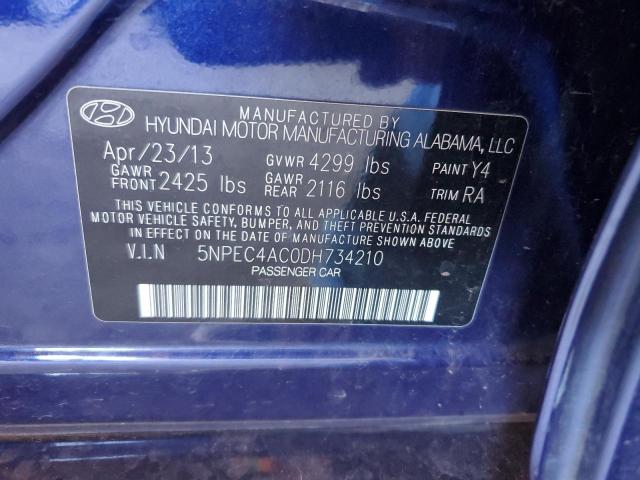 MANUFACTURED BY
HYUNDAI MOTOR MANUFACTURING ALABAMA, LLC
Apr/23/13 GVWR 4299 lbs PAINT Y4
GAWR FRONT 2425 lbs GAWR REAR 2116 lbs TRIM RA
THIS VEHICLE CONFORMS TO ALL APPLICABLE U.S.A. FEDERAL
MOTOR VEHICLE SAFETY, BUMPER, AND THEFT PREVENTION
STANDARDS IN EFFECT ON THE DATE OF MANUFACTURE SHOWN ABOVE.
V.I.N 5NPEC4AC0DH734210
PASSENGER CAR